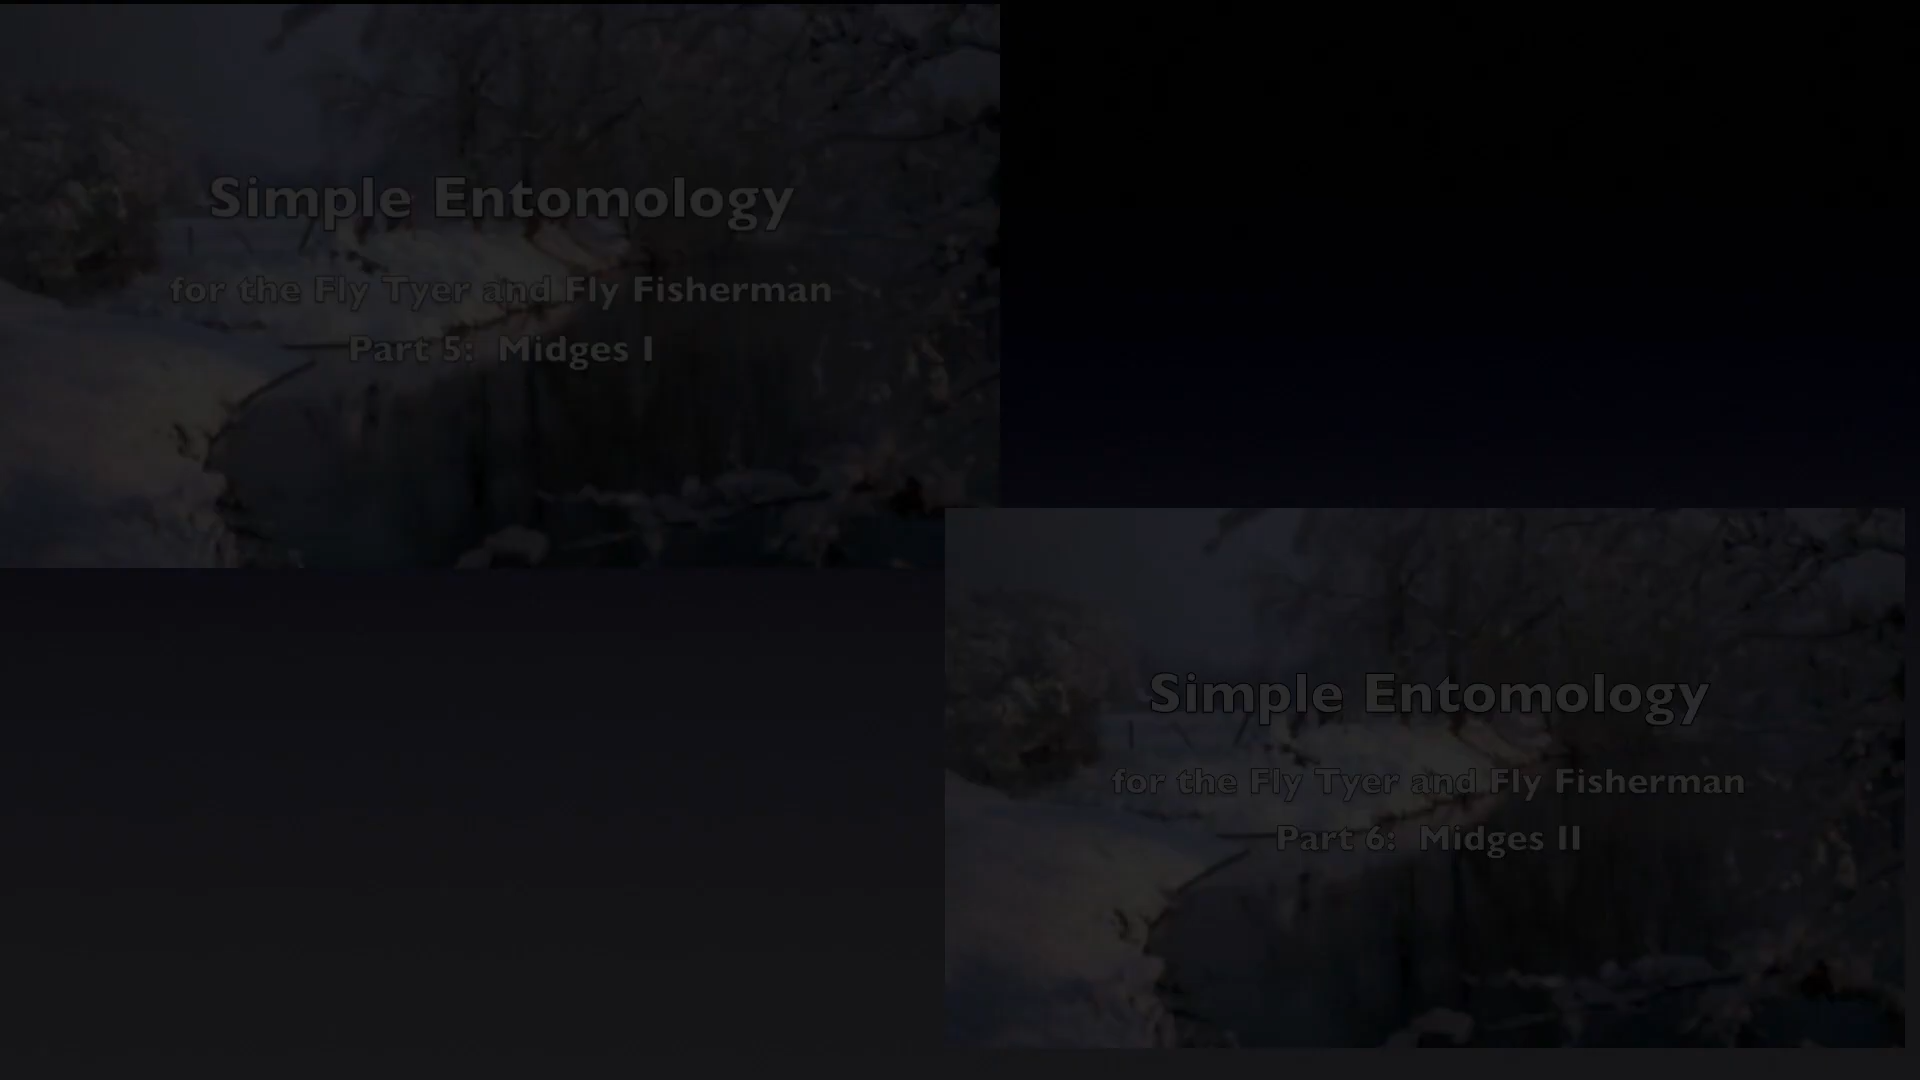 Simple Entomology
for the Fly Tyer and Fly Fisherman
Part 5: Midges I
Simple Entomology
for the Fly Tyer and Fly Fisherman
Part 6: Midges II